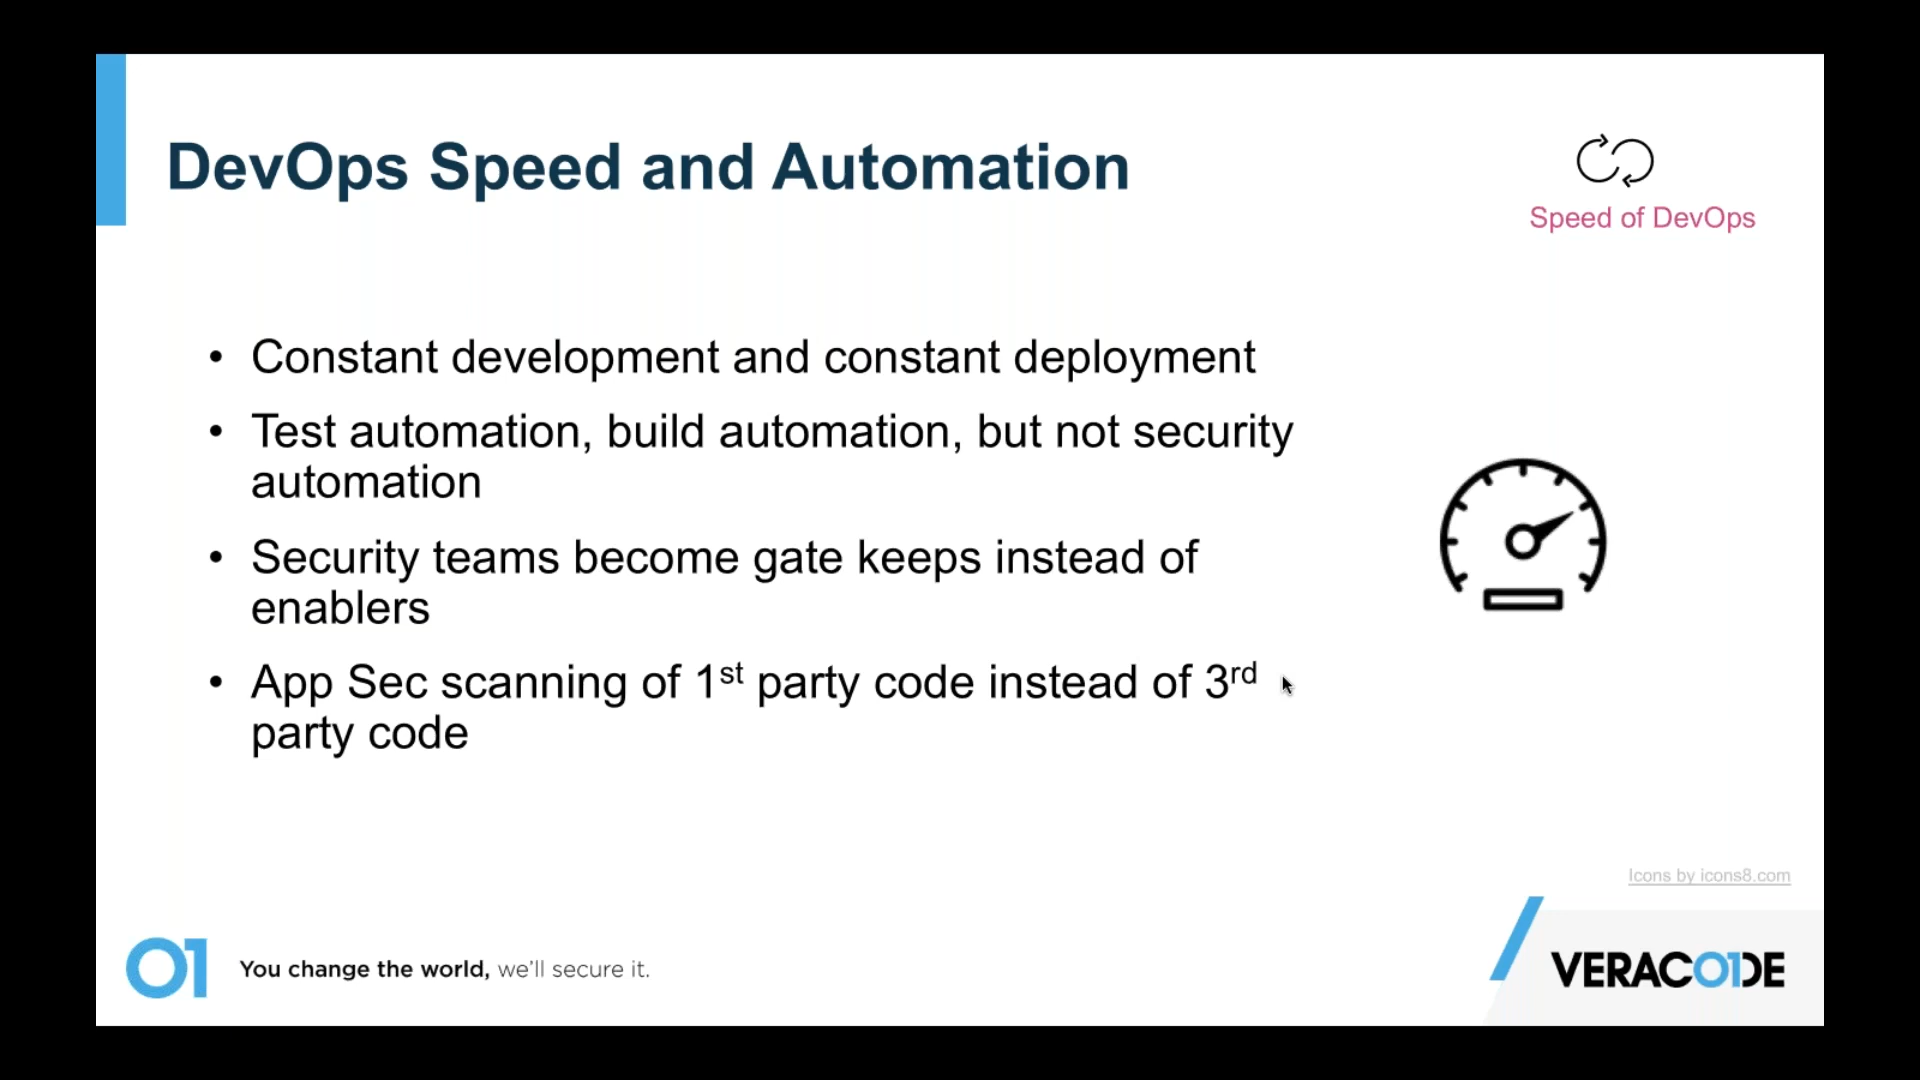 DevOps Speed and Automation
Speed of DevOps
• Constant development and constant deployment
• Test automation, build automation, but not security
automation
• Security teams become gate keeps instead of
enablers
• App Sec scanning of 1st party code instead of 3rd
party code
Icons by icons8.com
01 You change the world, we'll secure it.
VERACODE